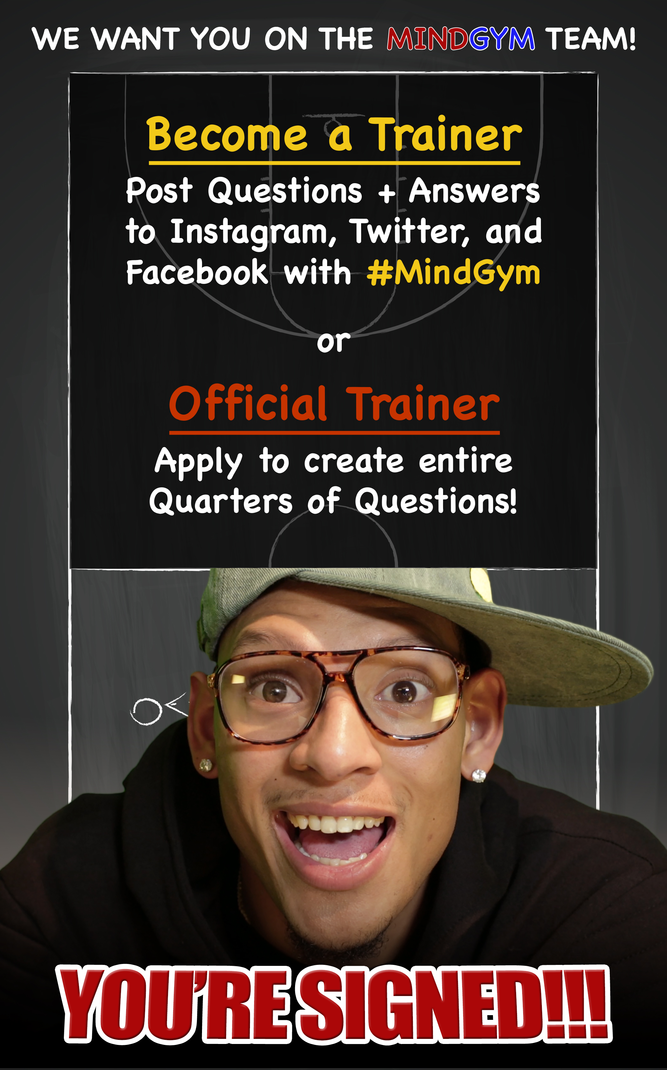 WE WANT YOU ON THE MINDGYM TEAM!
Become a Trainer
Post Questions + Answers
to Instagram, Twitter, and
Facebook with #MindGym
or
Official Trainer
Apply to create entire
Quarters of Questions!
YOU'RE SIGNED!!!